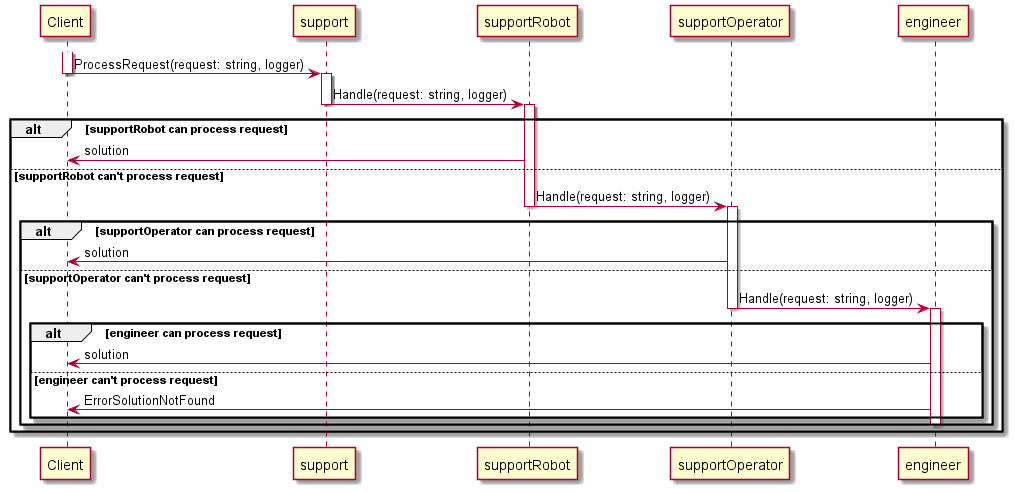 Client support supportRobot supportOperator engineer
ProcessRequest(request: string, logger)
Handle(request: string, logger)
alt [supportRobot can process request]
solution
[supportRobot can't process request]
Handle(request: string, logger)
alt [supportOperator can process request]
solution
[supportOperator can't process request]
Handle(request: string, logger)
alt [engineer can process request]
solution
[engineer can't process request]
ErrorSolutionNotFound
Client support supportRobot supportOperator engineer